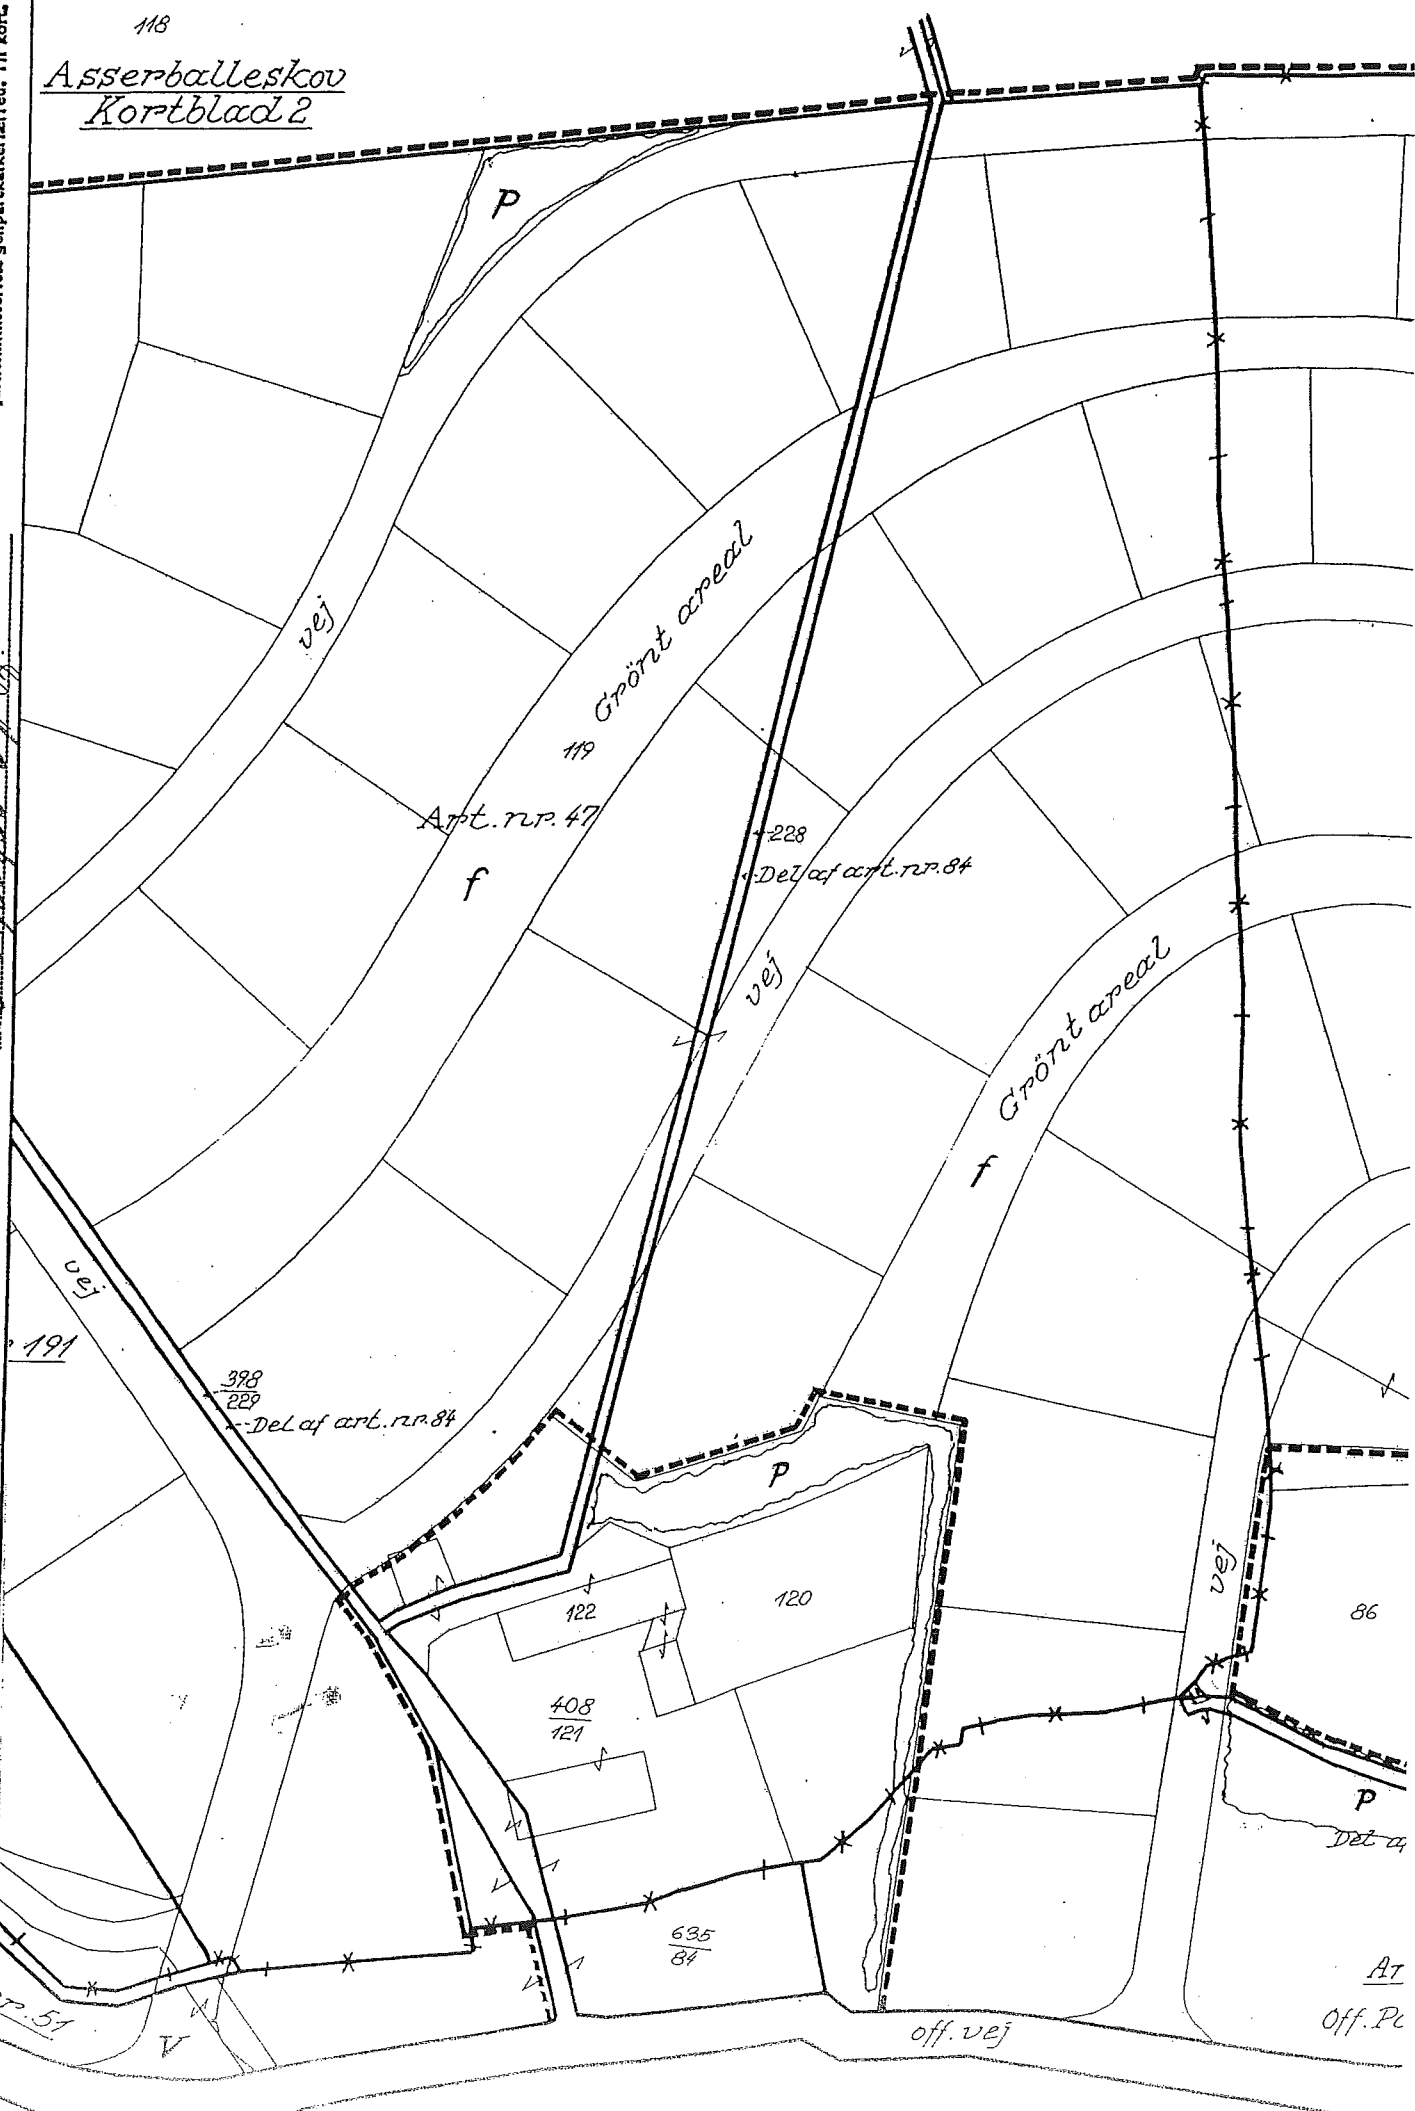 118
Asserballeskov
Kortblad 2
P
vej
Grönt areal
119
Art. nr. 47
f
228
Del af art. nr. 84
vej
Grönt areal
f
vej
191
398
229
Del af art. nr. 84
P
vej
122
120
86
408
121
P
Del
635
84
51
V
off. vej
Off.